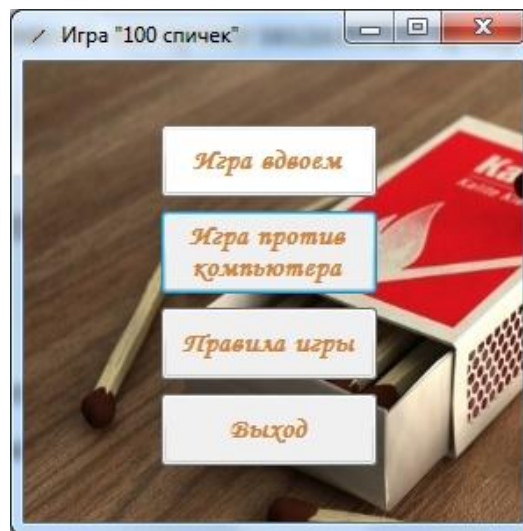 Игра "100 спичек"
Игра вдвоем
Игра против
компьютера
Правила игры
Выход